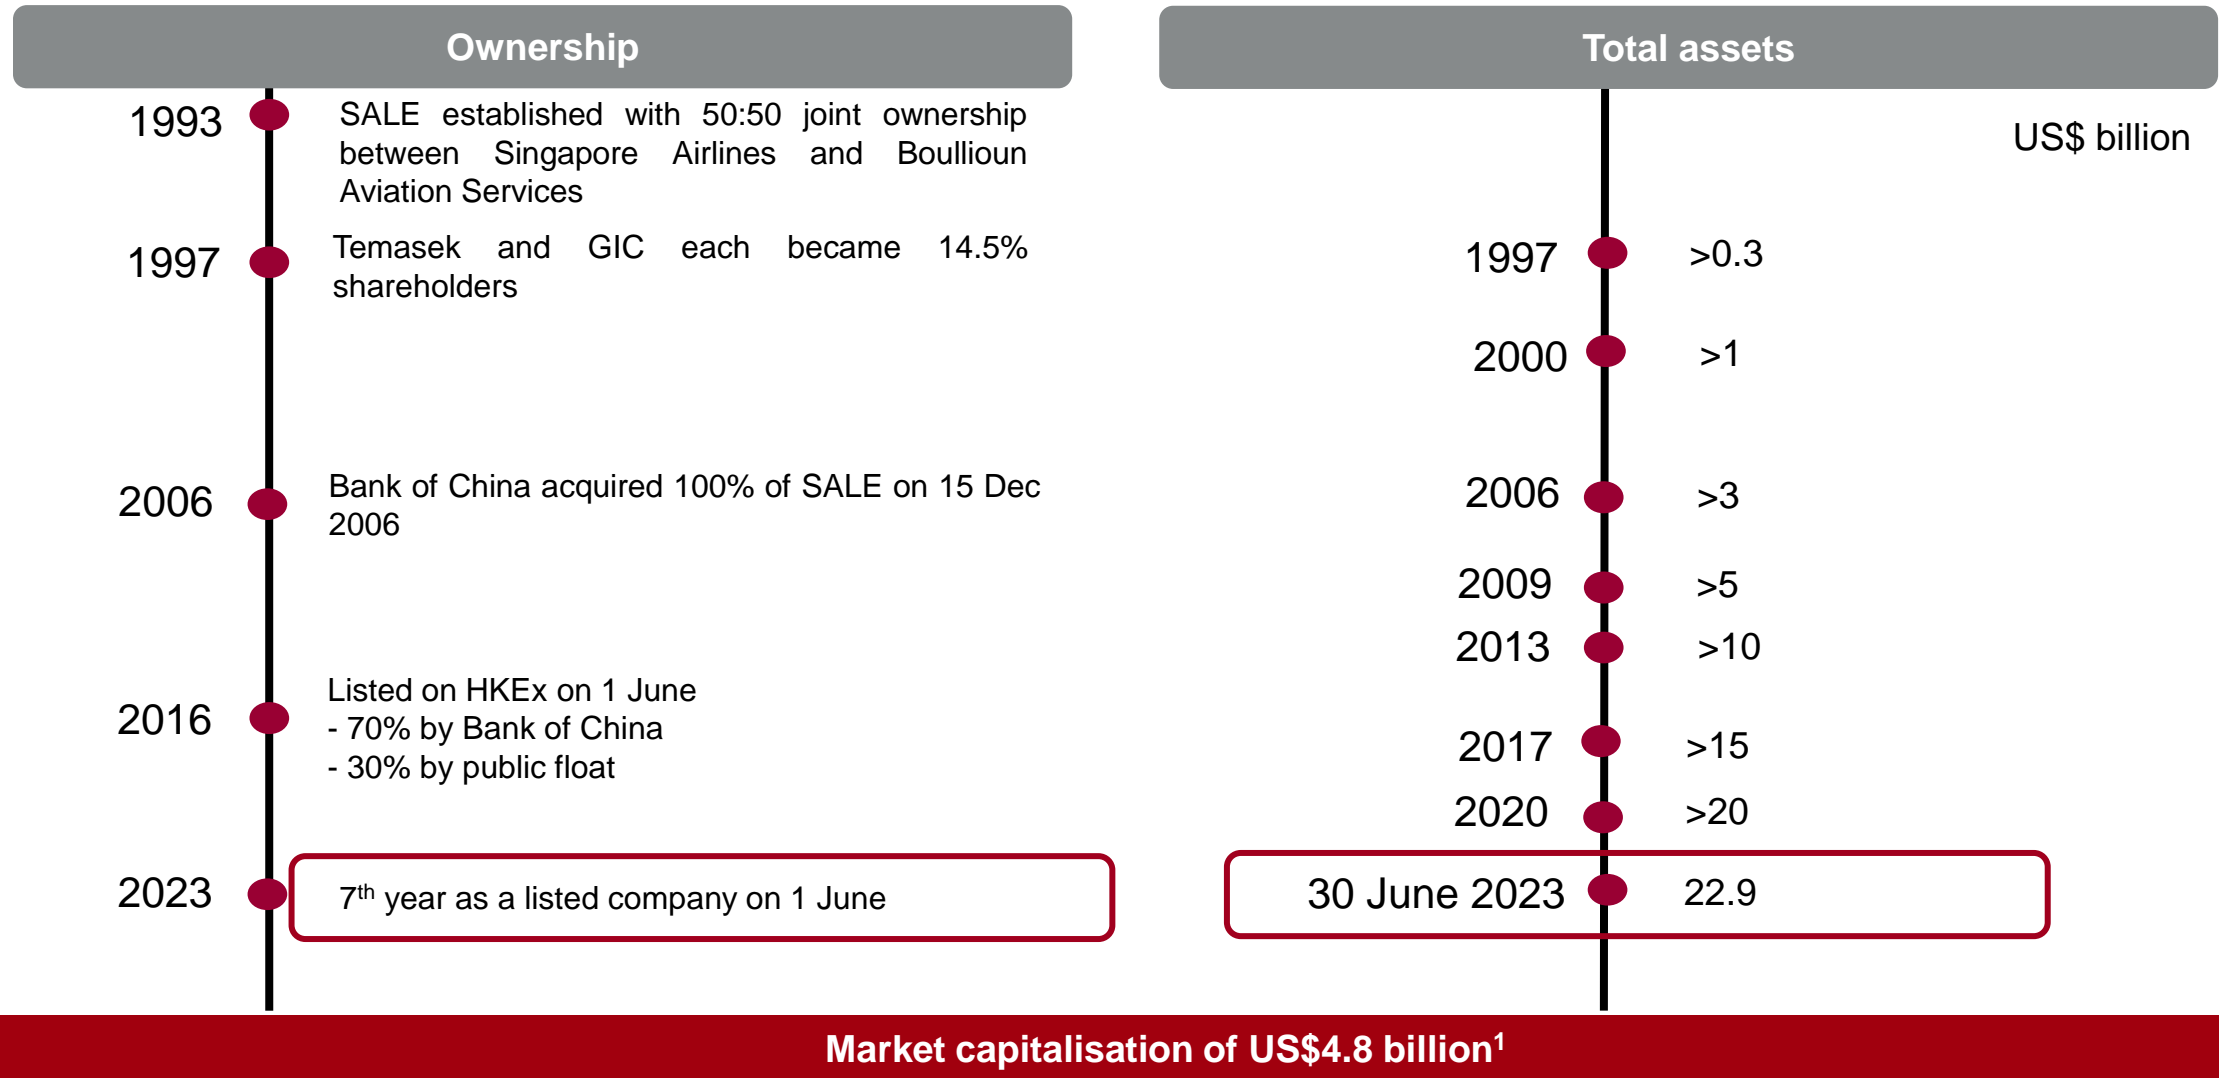 Ownership
1993
SALE established with 50:50 joint ownership
between Singapore Airlines and Boullioun
Aviation Services
1997
Temasek and GIC each became 14.5%
shareholders
2006
Bank of China acquired 100% of SALE on 15 Dec
2006
2016
Listed on HKEx on 1 June
- 70% by Bank of China
- 30% by public float
2023
7th year as a listed company on 1 June
Total assets
US$ billion
1997 >0.3
2000 >1
2006 >3
2009 >5
2013 >10
2017 >15
2020 >20
30 June 2023 22.9
Market capitalisation of US$4.8 billion1